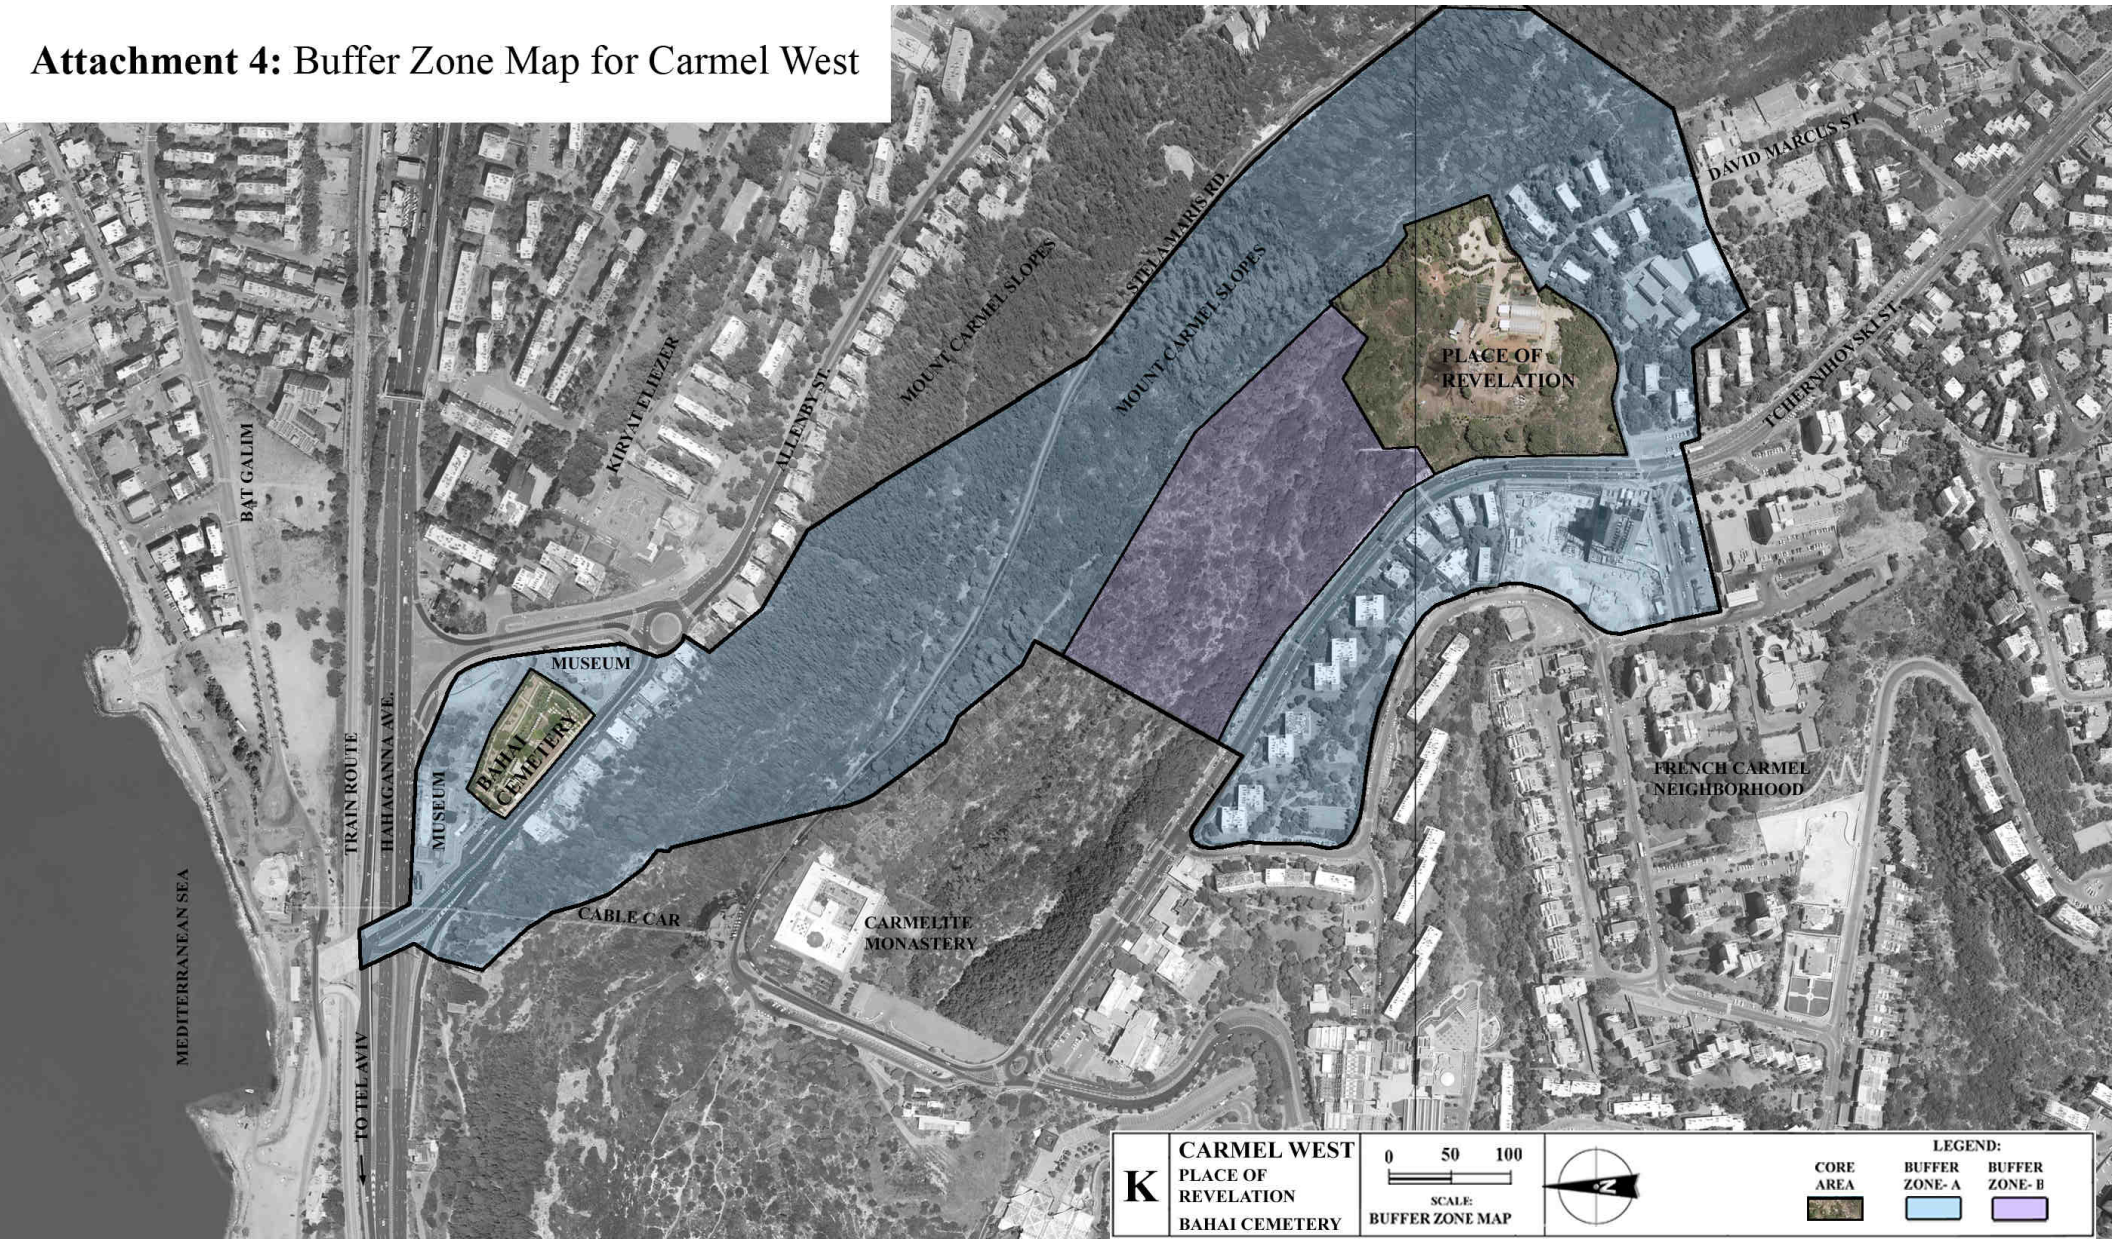 Attachment 4: Buffer Zone Map for Carmel West
DAVID MARCUS ST.
STELA MARIS RD.
MOUNT CARMEL SLOPES
MOUNT CARMEL SLOPES
TCHERNIHOVSKI ST.
PLACE OF
REVELATION
KIRYAT ELIEZER
ALLENBY ST.
BAT GALIM
MUSEUM
BAHAI
CEMETERY
TRAIN ROUTE
HAHAGANNA AVE.
MUSEUM
FRENCH CARMEL
NEIGHBORHOOD
MEDITERRANEAN SEA
CABLE CAR
CARMELITE
MONASTERY
TO TEL AVIV
K
CARMEL WEST
PLACE OF
REVELATION
BAHAI CEMETERY
0 50 100
SCALE:
BUFFER ZONE MAP
N
LEGEND:
CORE
AREA
BUFFER
ZONE- A
BUFFER
ZONE- B